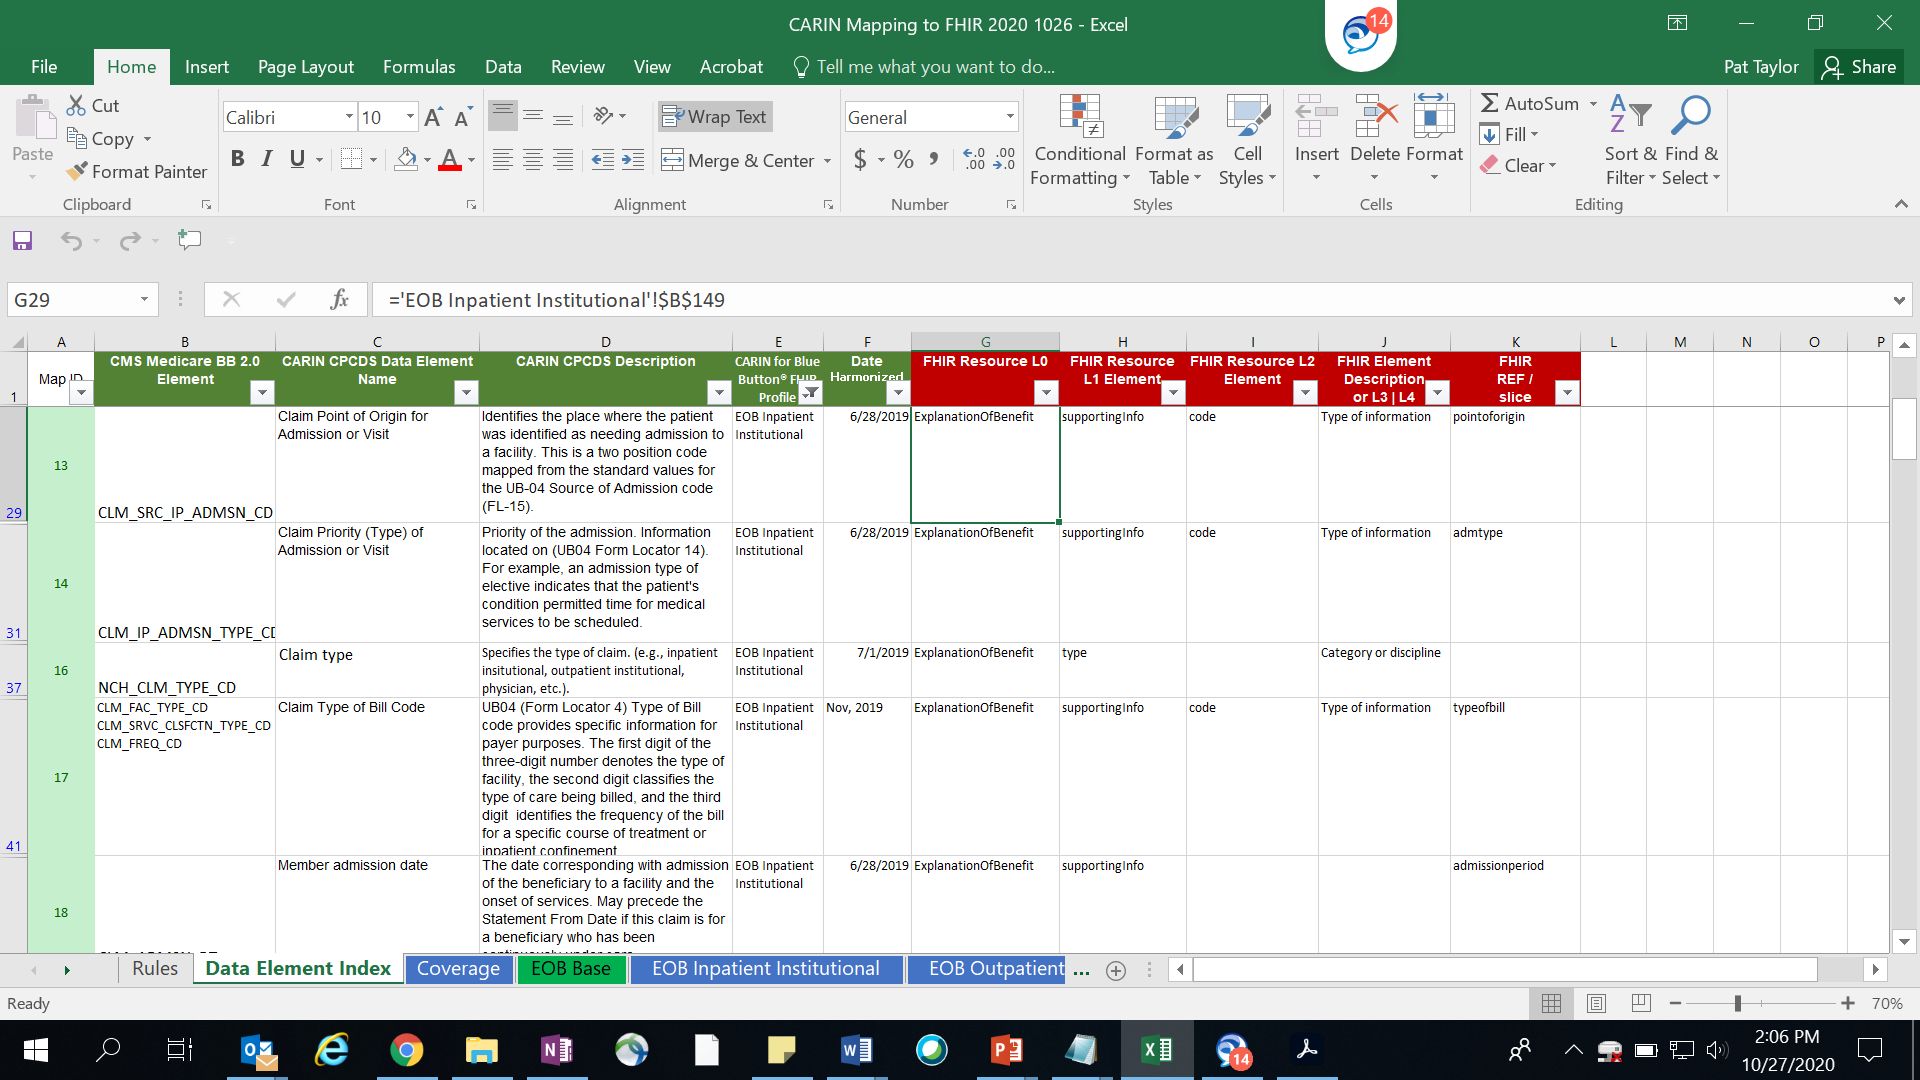 CARIN Mapping to FHIR 2020 1026 - Excel
14
File Home Insert Page Layout Formulas Data Review View Acrobat Tell me what you want to do...
Pat Taylor Share
Paste
Cut
Copy
Format Painter
Clipboard
Calibri 10
B I U
Font
Wrap Text
Merge & Center
Alignment
General
$ % ,
Number
Conditional Formatting
Format as Table
Cell Styles
Styles
Insert Delete Format
Cells
AutoSum
Fill
Clear
Sort & Filter
Find & Select
Editing
G29
fx
='EOB Inpatient Institutional'!$B$149
A B C D E F G H I J K L M N O P
1
Map ID
CMS Medicare BB 2.0
Element
CARIN CPCDS Data Element
Name
CARIN CPCDS Description
CARIN for Blue
Button® FHIR
Profile
Date
Harmonized
FHIR Resource L0
FHIR Resource
L1 Element
FHIR Resource L2
Element
FHIR Element
Description
or L3 | L4
FHIR
REF /
slice
29
13
CLM_SRC_IP_ADMSN_CD
Claim Point of Origin for
Admission or Visit
Identifies the place where the patient
was identified as needing admission to
a facility. This is a two position code
mapped from the standard values for
the UB-04 Source of Admission code
(FL-15).
EOB Inpatient
Institutional
6/28/2019
ExplanationOfBenefit
supportingInfo
code
Type of information
pointoforigin
31
14
CLM_IP_ADMSN_TYPE_CD
Claim Priority (Type) of
Admission or Visit
Priority of the admission. Information
located on (UB04 Form Locator 14).
For example, an admission type of
elective indicates that the patient's
condition permitted time for medical
services to be scheduled.
EOB Inpatient
Institutional
6/28/2019
ExplanationOfBenefit
supportingInfo
code
Type of information
admtype
37
16
NCH_CLM_TYPE_CD
Claim type
Specifies the type of claim. (e.g., inpatient
insitutional, outpatient institutional,
physician, etc.).
EOB Inpatient
Institutional
7/1/2019
ExplanationOfBenefit
type
Category or discipline
41
17
CLM_FAC_TYPE_CD
CLM_SRVC_CLSFCTN_TYPE_CD
CLM_FREQ_CD
Claim Type of Bill Code
UB04 (Form Locator 4) Type of Bill
code provides specific information for
payer purposes. The first digit of the
three-digit number denotes the type of
facility, the second digit classifies the
type of care being billed, and the third
digit identifies the frequency of the bill
for a specific course of treatment or
inpatient confinement
EOB Inpatient
Institutional
Nov, 2019
ExplanationOfBenefit
supportingInfo
code
Type of information
typeofbill
18
Member admission date
The date corresponding with admission
of the beneficiary to a facility and the
onset of services. May precede the
Statement From Date if this claim is for
a beneficiary who has been
EOB Inpatient
Institutional
6/28/2019
ExplanationOfBenefit
supportingInfo
admissionperiod
Rules Data Element Index Coverage EOB Base EOB Inpatient Institutional EOB Outpatient ...
Ready
70%
14
2:06 PM
10/27/2020